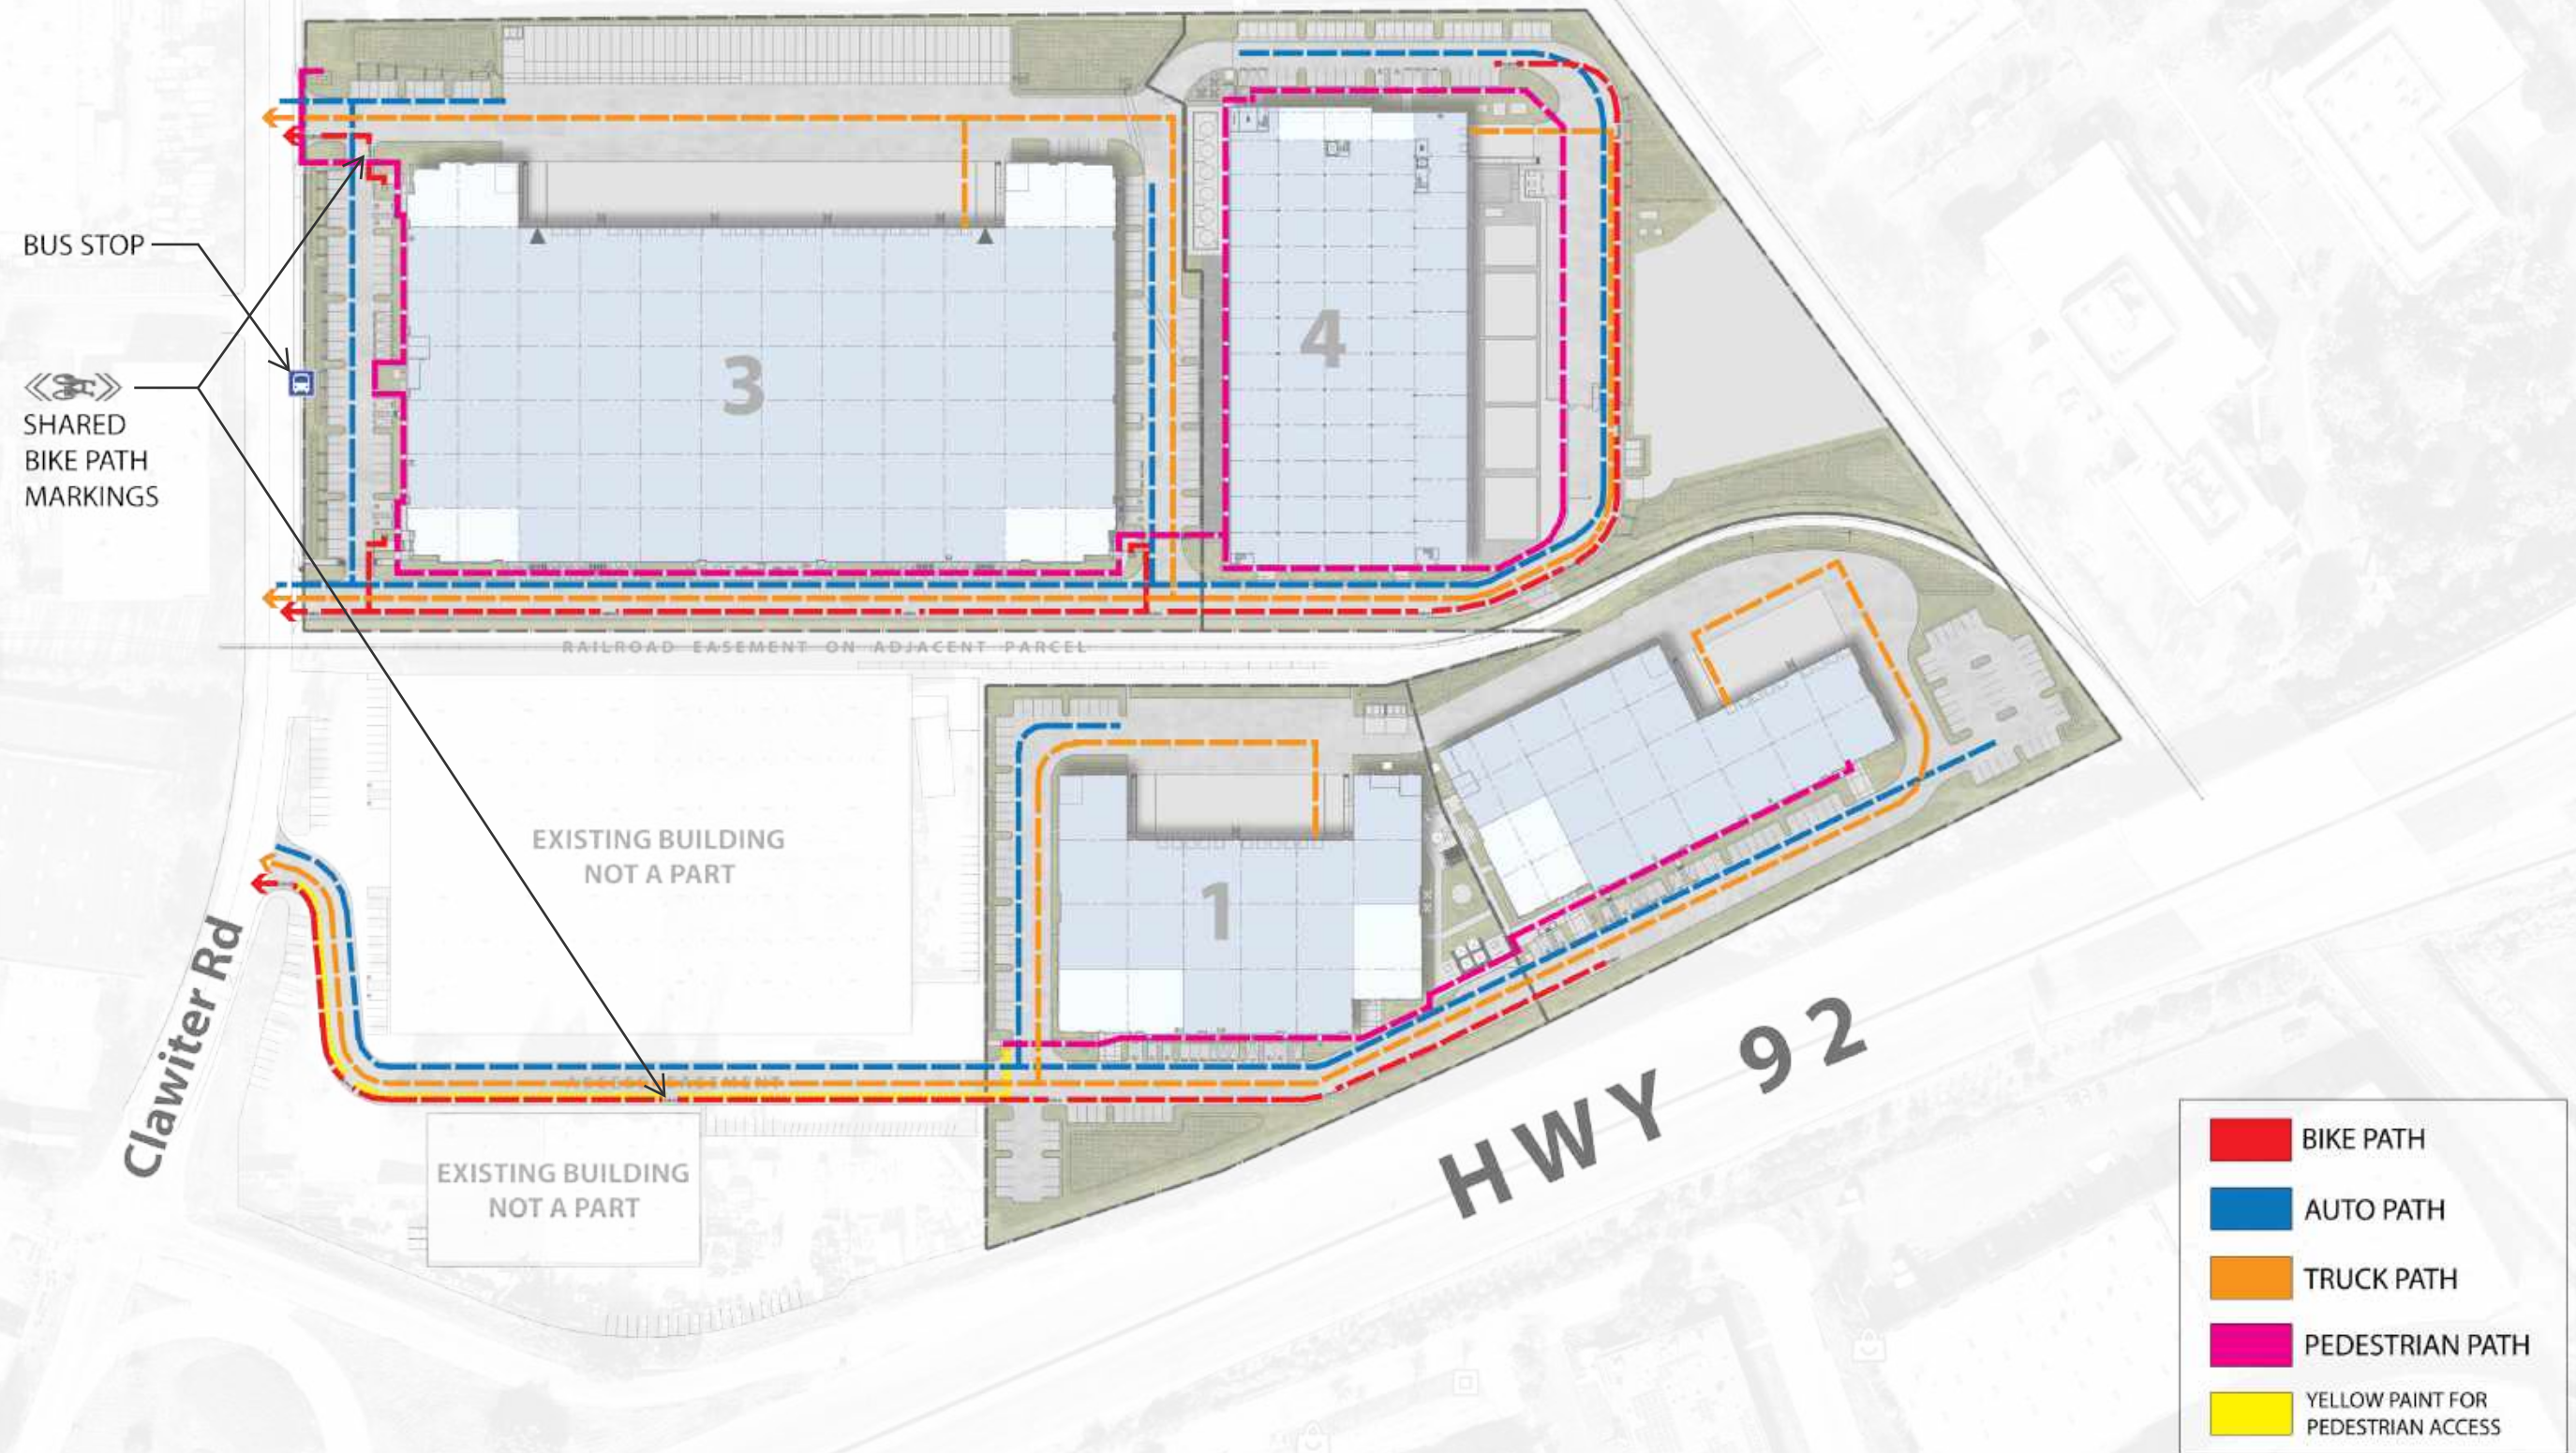 BUS STOP
SHARED
BIKE PATH
MARKINGS
3
4
RAILROAD EASEMENT ON ADJACENT PARCEL
EXISTING BUILDING
NOT A PART
1
Clawiter Rd
ACCESS EASEMENT
EXISTING BUILDING
NOT A PART
HWY 92
BIKE PATH
AUTO PATH
TRUCK PATH
PEDESTRIAN PATH
YELLOW PAINT FOR
PEDESTRIAN ACCESS